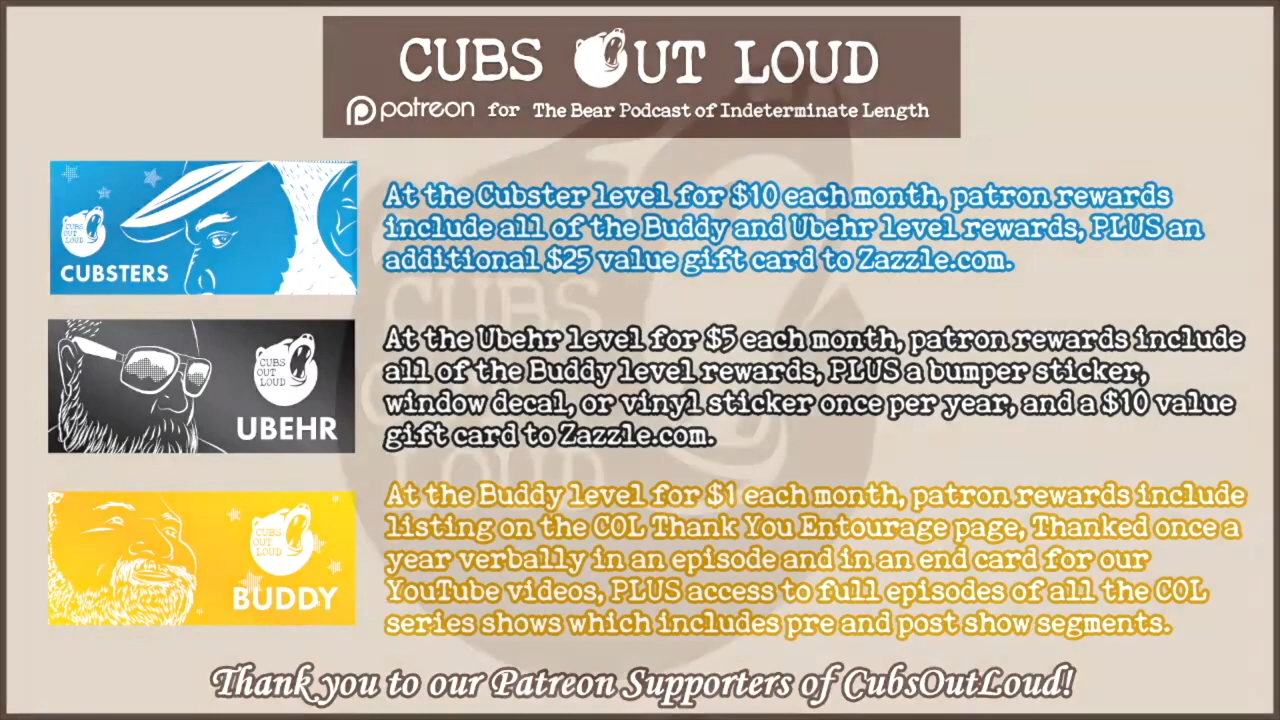 CUBS OUT LOUD
patreon for The Bear Podcast of Indeterminate Length
CUBS
OUT
LOUD
CUBSTERS
At the Cubster level for $10 each month, patron rewards
include all of the Buddy and Ubehr level rewards, PLUS an
additional $25 value gift card to Zazzle.com.
CUBS
OUT
LOUD
UBEHR
At the Ubehr level for $5 each month, patron rewards include
all of the Buddy level rewards, PLUS a bumper sticker,
window decal, or vinyl sticker once per year, and a $10 value
gift card to Zazzle.com.
CUBS
OUT
LOUD
BUDDY
At the Buddy level for $1 each month, patron rewards include
listing on the COL Thank You Entourage page, Thanked once a
year verbally in an episode and in an end card for our
YouTube videos, PLUS access to full episodes of all the COL
series shows which includes pre and post show segments.
CUBS
OUT
LOUD
Thank you to our Patreon Supporters of CubsOutLoud!